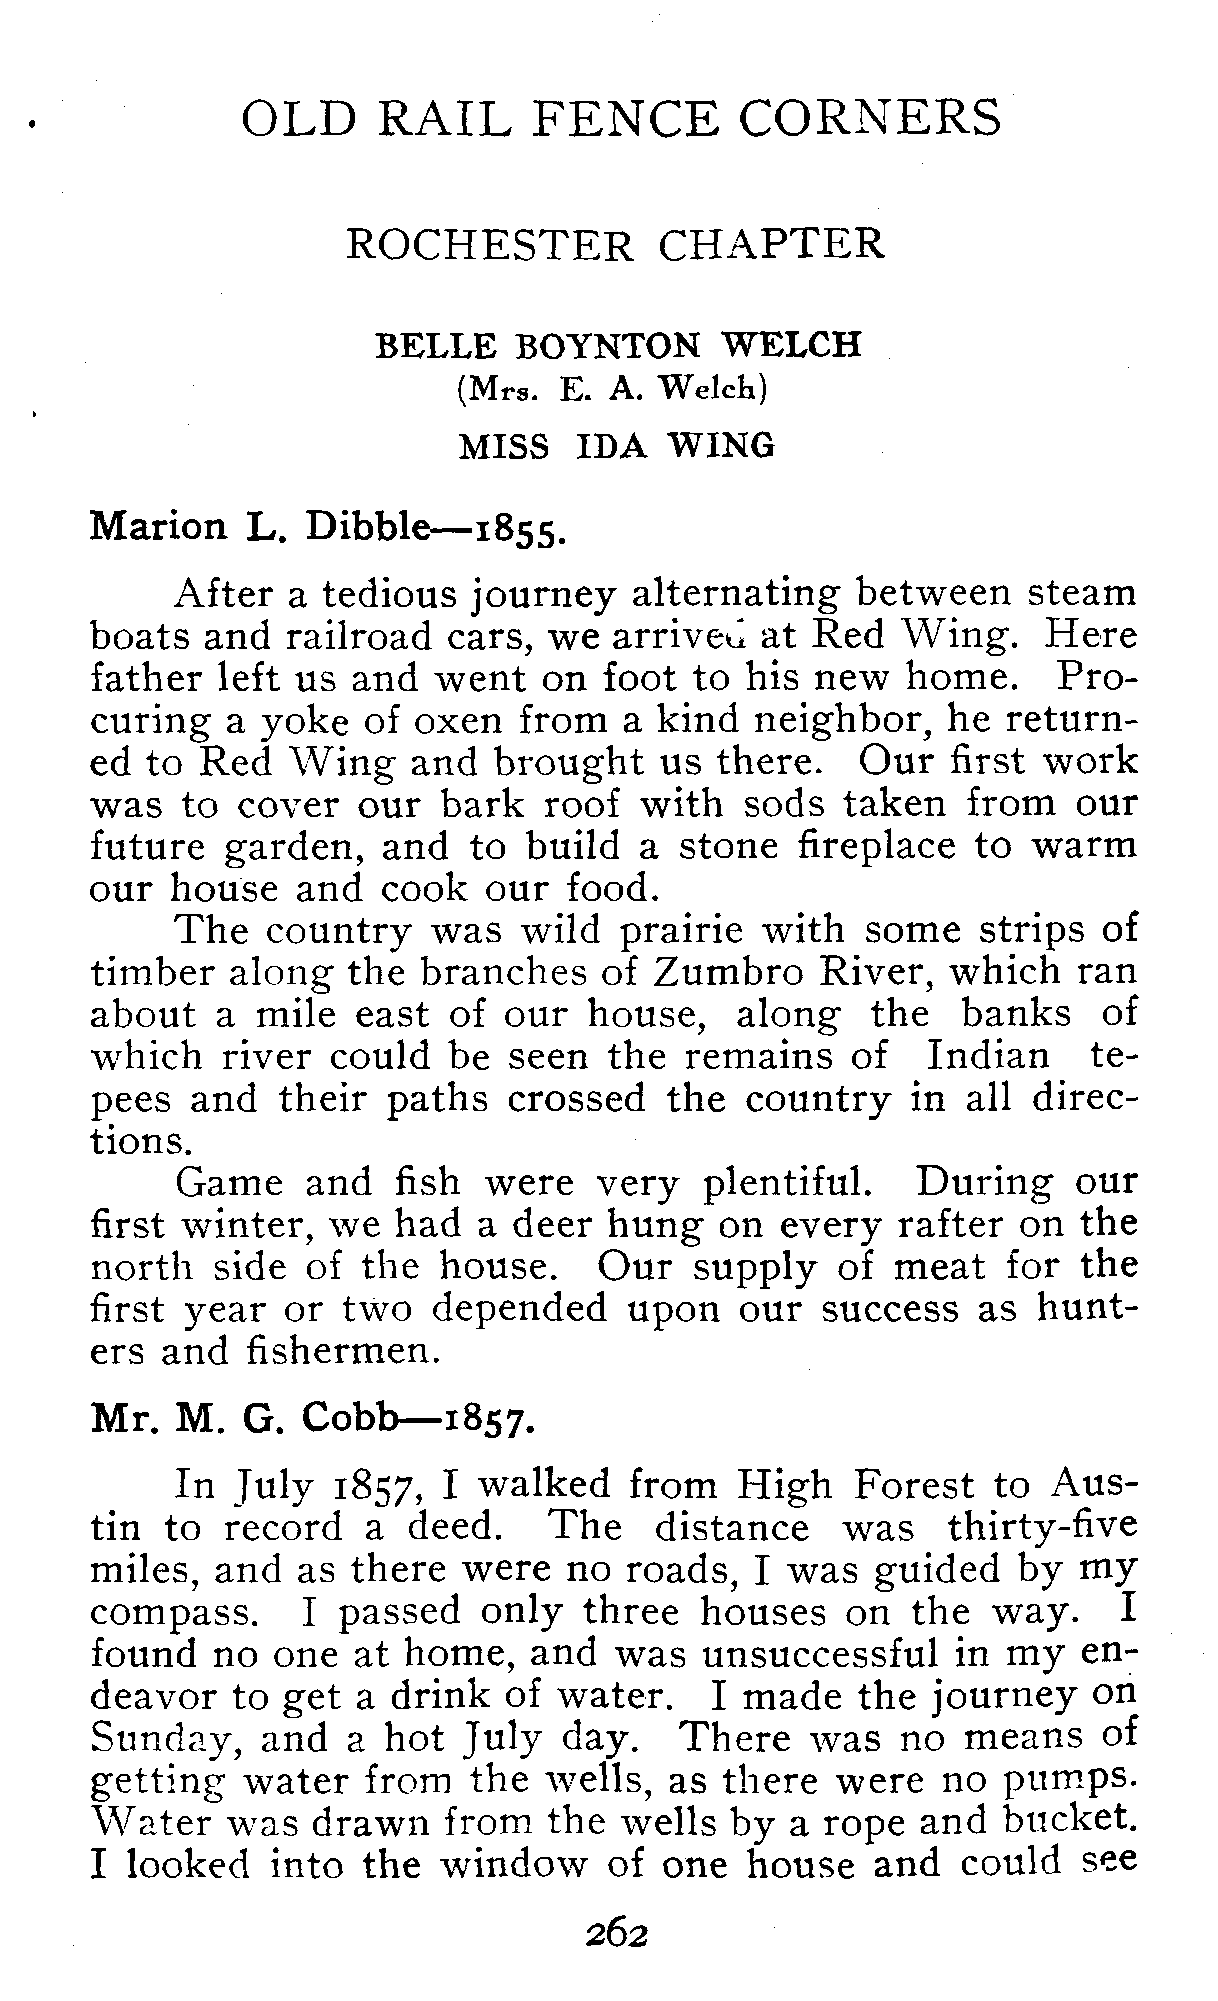 OLD RAIL FENCE CORNERS
ROCHESTER CHAPTER
BELLE BOYNTON WELCH
(Mrs. E. A. Welch)
MISS IDA WING
Marion L. Dibble—1855.
After a tedious journey alternating between steam
boats and railroad cars, we arrived at Red Wing. Here
father left us and went on foot to his new home. Pro-
curing a yoke of oxen from a kind neighbor, he return-
ed to Red Wing and brought us there. Our first work
was to cover our bark roof with sods taken from our
future garden, and to build a stone fireplace to warm
our house and cook our food.
The country was wild prairie with some strips of
timber along the branches of Zumbro River, which ran
about a mile east of our house, along the banks of
which river could be seen the remains of Indian te-
pees and their paths crossed the country in all direc-
tions.
Game and fish were very plentiful. During our
first winter, we had a deer hung on every rafter on the
north side of the house. Our supply of meat for the
first year or two depended upon our success as hunt-
ers and fishermen.
Mr. M. G. Cobb—1857.
In July 1857, I walked from High Forest to Aus-
tin to record a deed. The distance was thirty-five
miles, and as there were no roads, I was guided by my
compass. I passed only three houses on the way. I
found no one at home, and was unsuccessful in my en-
deavor to get a drink of water. I made the journey on
Sunday, and a hot July day. There was no means of
getting water from the wells, as there were no pumps.
Water was drawn from the wells by a rope and bucket.
I looked into the window of one house and could see
262